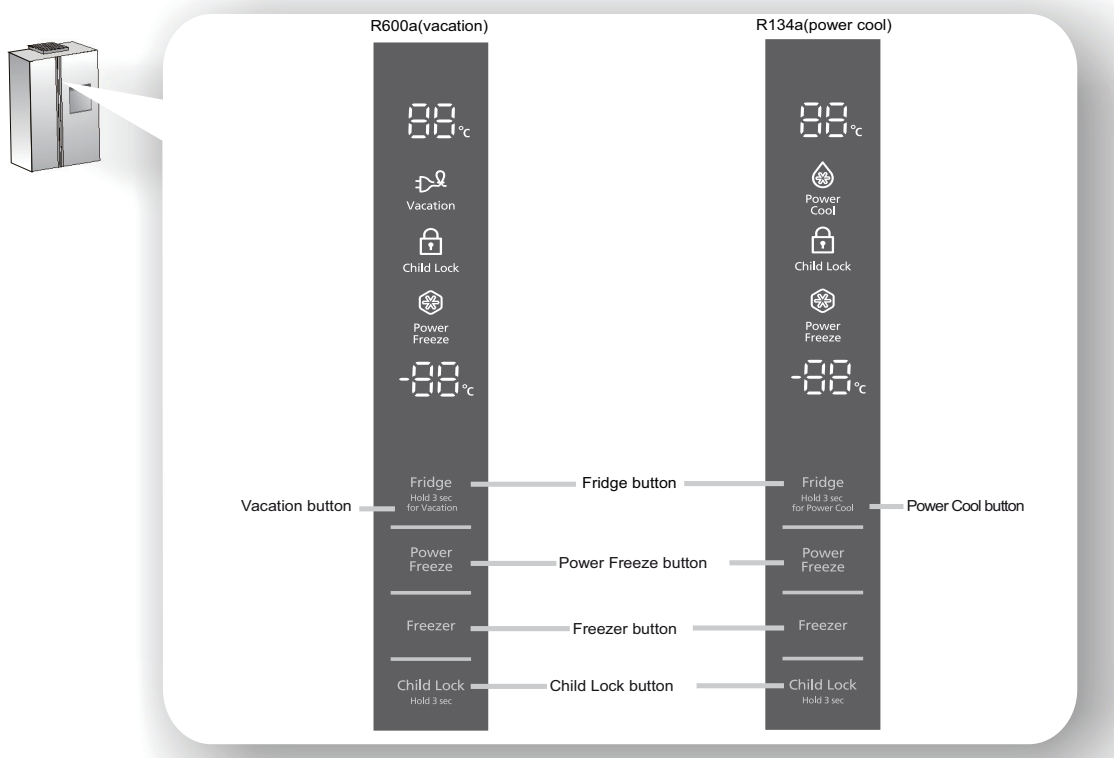 R600a(vacation)
88°C
Vacation
Child Lock
Power
Freeze
-88°C
Fridge
Hold 3 sec
for Vacation
Power
Freeze
Freezer
Child Lock
Hold 3 sec
R134a(power cool)
88°C
Power
Cool
Child Lock
Power
Freeze
-88°C
Fridge
Hold 3 sec
for Power Cool
Power
Freeze
Freezer
Child Lock
Hold 3 sec
Vacation button
Fridge button
Power Cool button
Power Freeze button
Freezer button
Child Lock button